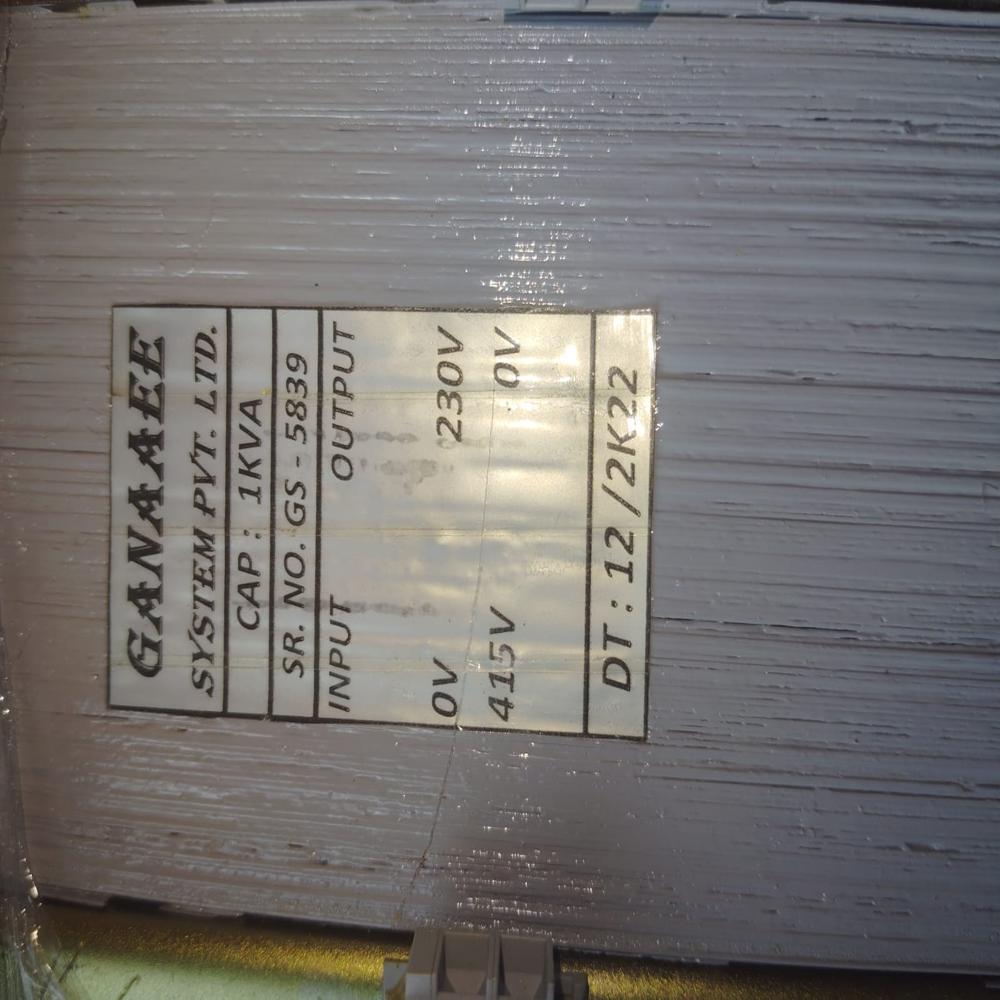 GANAAEE
SYSTEM PVT. LTD.
CAP : 1KVA
SR. NO. GS - 5839
INPUT OUTPUT
0V 230V
415V 0V
DT : 12 /2K22